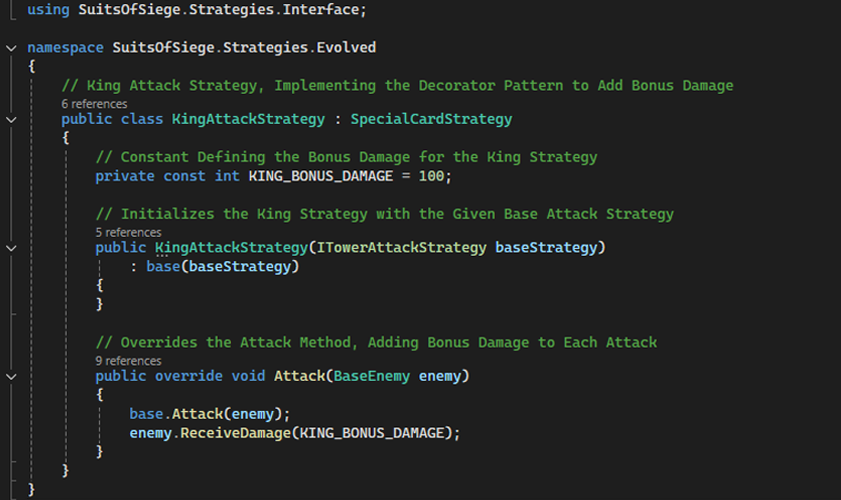 using SuitsOfSiege.Strategies.Interface;
namespace SuitsOfSiege.Strategies.Evolved
{
// King Attack Strategy, Implementing the Decorator Pattern to Add Bonus Damage
6 references
public class KingAttackStrategy : SpecialCardStrategy
{
// Constant Defining the Bonus Damage for the King Strategy
private const int KING_BONUS_DAMAGE = 100;
// Initializes the King Strategy with the Given Base Attack Strategy
5 references
public KingAttackStrategy(ITowerAttackStrategy baseStrategy)
: base(baseStrategy)
{
}
// Overrides the Attack Method, Adding Bonus Damage to Each Attack
9 references
public override void Attack(BaseEnemy enemy)
{
base.Attack(enemy);
enemy.ReceiveDamage(KING_BONUS_DAMAGE);
}
}
}